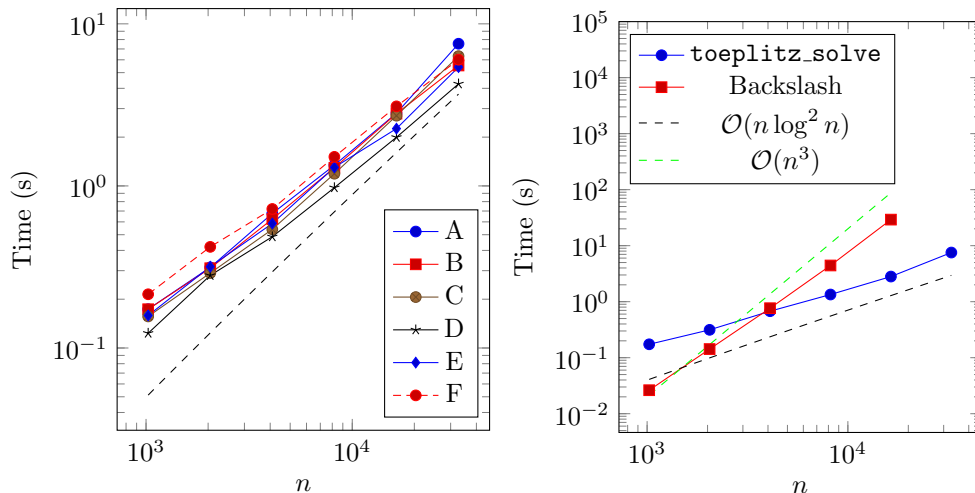 10^1
10^0
10^{-1}
Time (s)
10^3
10^4
n
A
B
C
D
E
F
10^5
10^4
10^3
10^2
10^1
10^0
10^{-1}
10^{-2}
Time (s)
10^3
10^4
n
toeplitz_solve
Backslash
𝒪(n log^2 n)
𝒪(n^3)